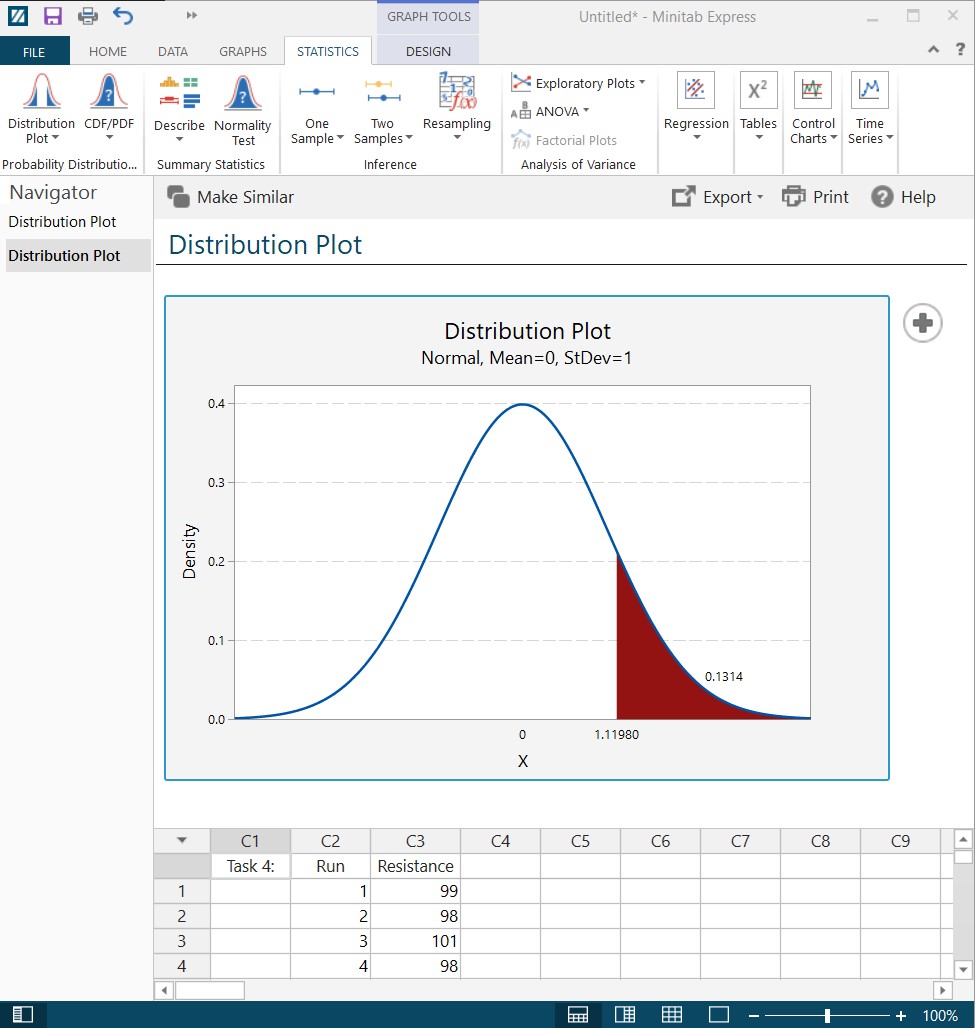 GRAPH TOOLS
Untitled* - Minitab Express
FILE HOME DATA GRAPHS STATISTICS DESIGN ?
Distribution Plot
CDF/PDF
Probability Distributio...
Describe
Normality Test
Summary Statistics
One Sample
Two Samples
Resampling
Inference
Exploratory Plots
ANOVA
Factorial Plots
Analysis of Variance
Regression
X² Tables
Control Charts
Time Series
Navigator
Distribution Plot
Distribution Plot
Make Similar
Export
Print
? Help
Distribution Plot
Distribution Plot
Normal, Mean=0, StDev=1
Density
0.4
0.3
0.2
0.1
0.0
0.1314
0 1.11980
X
C1 C2 C3 C4 C5 C6 C7 C8 C9
Task 4: Run Resistance
1 1 99
2 2 98
3 3 101
4 4 98
100%